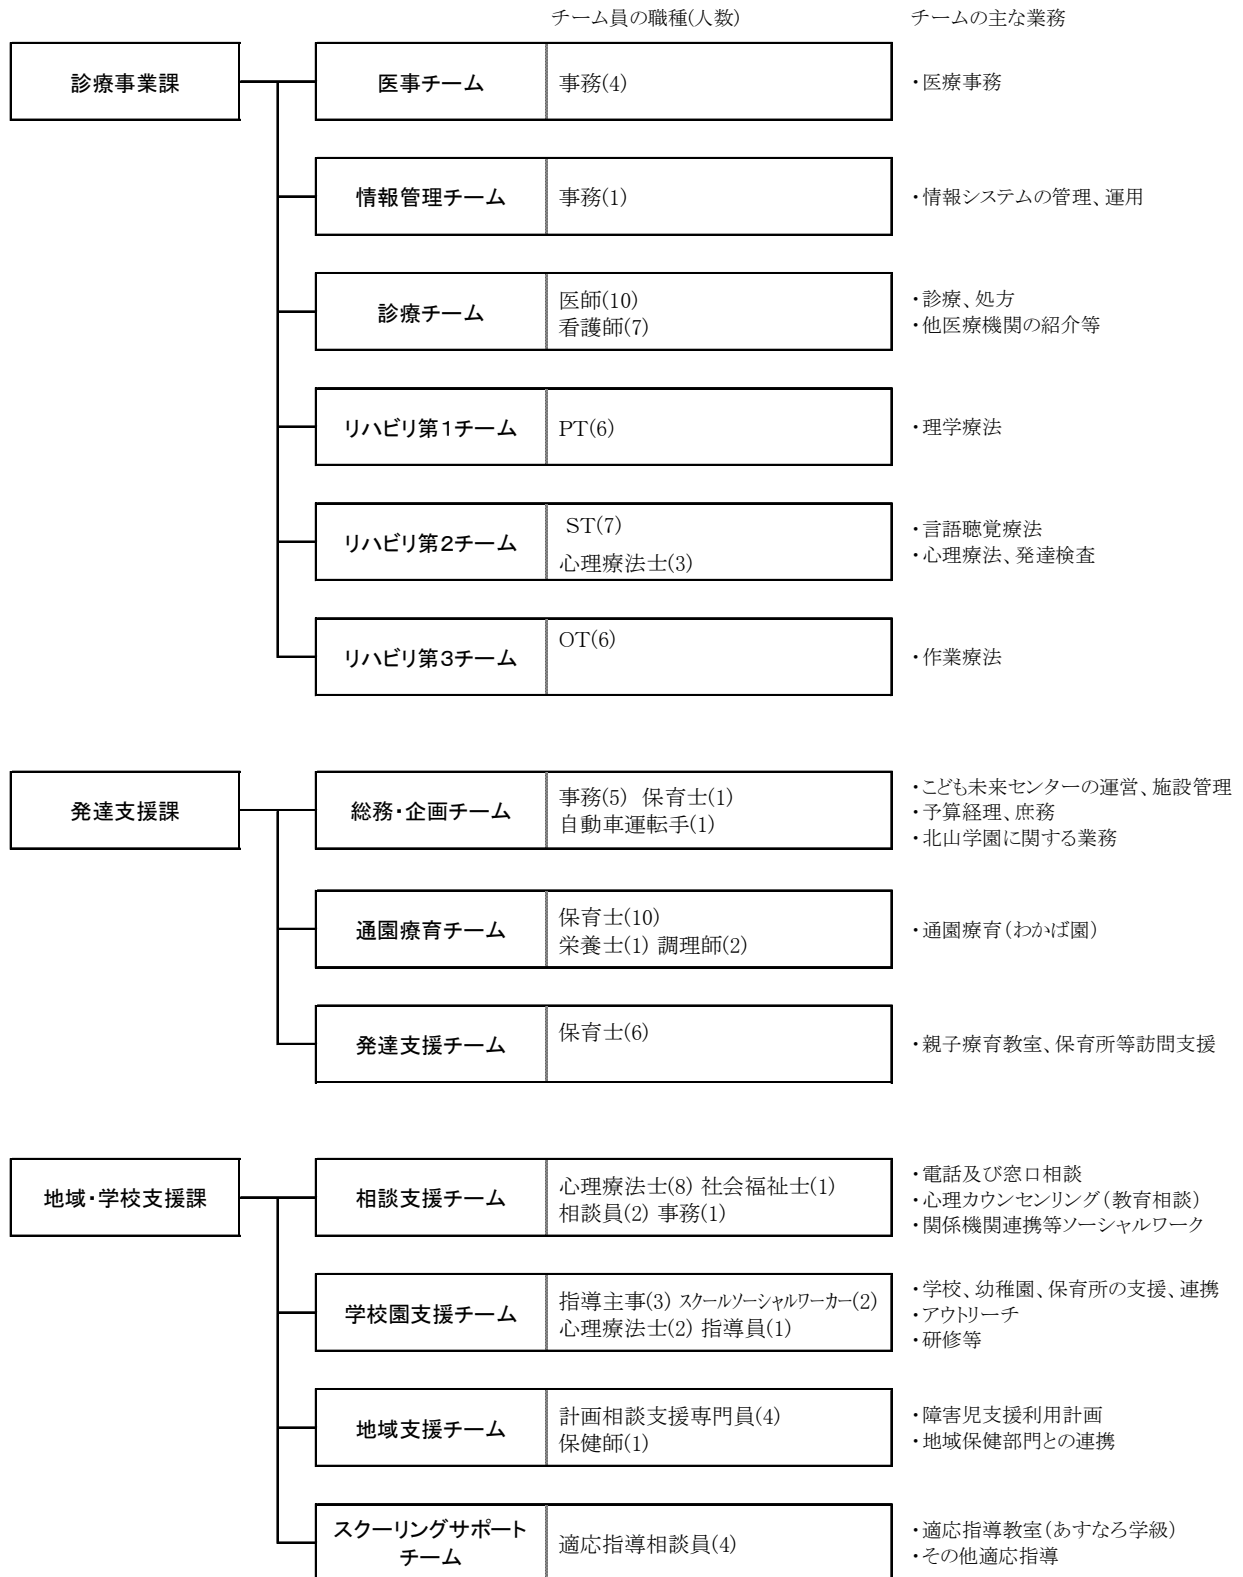 チーム員の職種(人数) チームの主な業務
診療事業課 医事チーム 事務(4) ・医療事務
情報管理チーム 事務(1) ・情報システムの管理、運用
診療チーム
医師(10)
看護師(7)
・診療、処方
・他医療機関の紹介等
リハビリ第1チーム PT(6) ・理学療法
リハビリ第2チーム
ST(7)
心理療法士(3)
・言語聴覚療法
・心理療法、発達検査
リハビリ第3チーム OT(6) ・作業療法
発達支援課 総務・企画チーム
事務(5) 保育士(1)
自動車運転手(1)
・こども未来センターの運営、施設管理
・予算経理、庶務
・北山学園に関する業務
通園療育チーム
保育士(10)
栄養士(1) 調理師(2)
・通園療育(わかば園)
発達支援チーム 保育士(6) ・親子療育教室、保育所等訪問支援
地域・学校支援課 相談支援チーム
心理療法士(8) 社会福祉士(1)
相談員(2) 事務(1)
・電話及び窓口相談
・心理カウンセンリング(教育相談)
・関係機関連携等ソーシャルワーク
学校園支援チーム
指導主事(3) スクールソーシャルワーカー(2)
心理療法士(2) 指導員(1)
・学校、幼稚園、保育所の支援、連携
・アウトリーチ
・研修等
地域支援チーム
計画相談支援専門員(4)
保健師(1)
・障害児支援利用計画
・地域保健部門との連携
スクーリングサポート
チーム
適応指導相談員(4)
・適応指導教室(あすなろ学級)
・その他適応指導